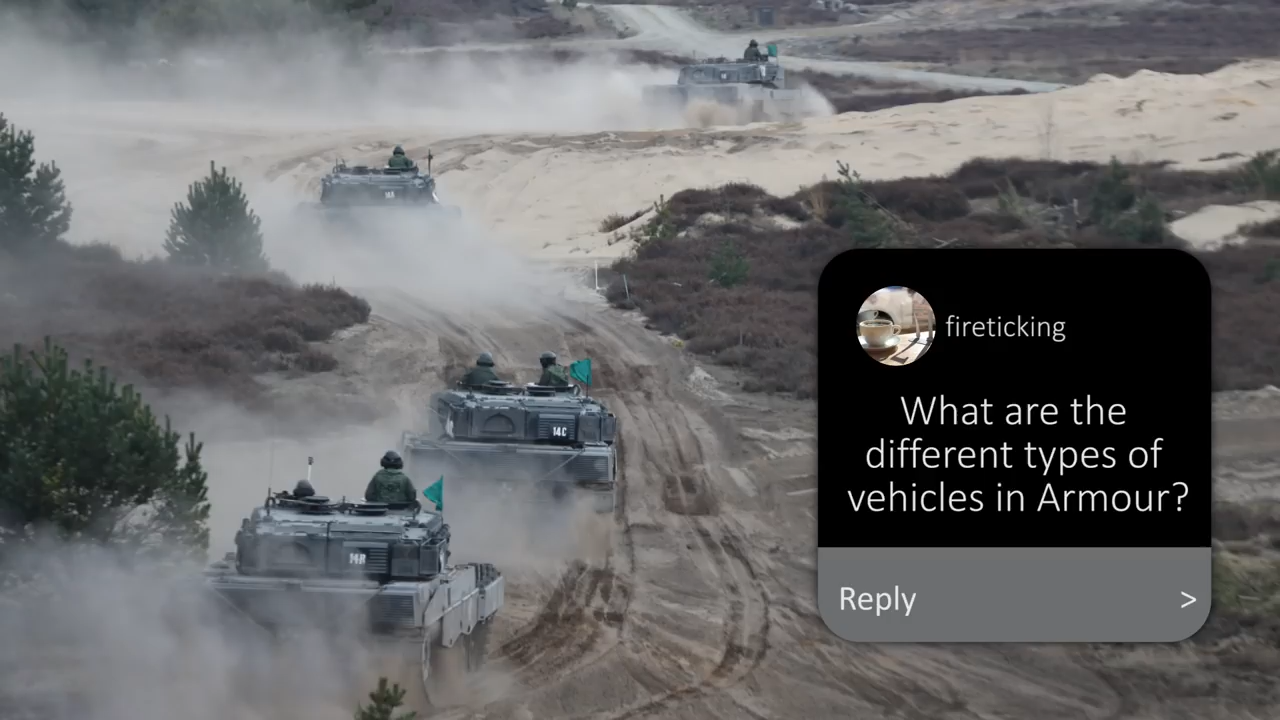 14C
14B
fireticking
What are the
different types of
vehicles in Armour?
Reply >